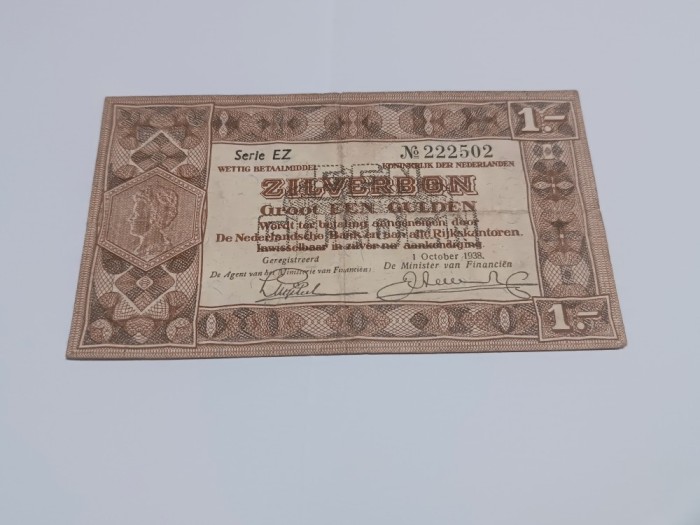 1.-
Serie EZ № 222502
WETTIG BETAALMIDDEL KONINKRIJK DER NEDERLANDEN
ZILVERBON
Groot EEN GULDEN
Wordt ter betaling aangenomen door
De Nederlandsche Bank en aan alle Rijkskantoren.
Inwisselbaar in zilver na aankondiging
Geregistreerd 1 October 1938,
De Agent van het Ministerie van Financiën: De Minister van Financiën
1.-